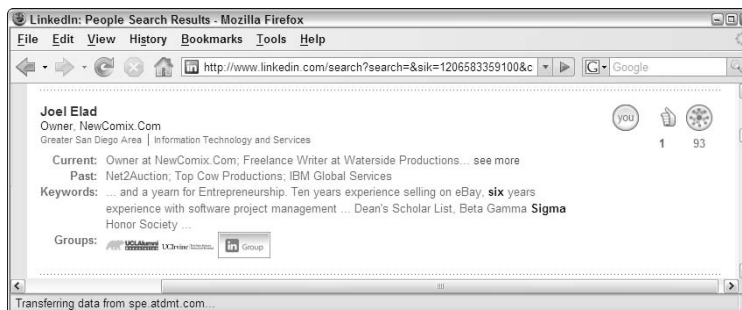 LinkedIn: People Search Results - Mozilla Firefox
File Edit View History Bookmarks Tools Help
http://www.linkedin.com/search?search=&sik=1206583359100&c G Google
Joel Elad
Owner, NewComix.Com
Greater San Diego Area | Information Technology and Services
you
1 93
Current: Owner at NewComix.Com; Freelance Writer at Waterside Productions... see more
Past: Net2Auction; Top Cow Productions; IBM Global Services
Keywords: ... and a yearn for Entrepreneurship. Ten years experience selling on eBay, six years
experience with software project management ... Dean's Scholar List, Beta Gamma Sigma
Honor Society ...
Groups: UCLAlumni UCIrvine in Group
Transferring data from spe.atdmt.com...